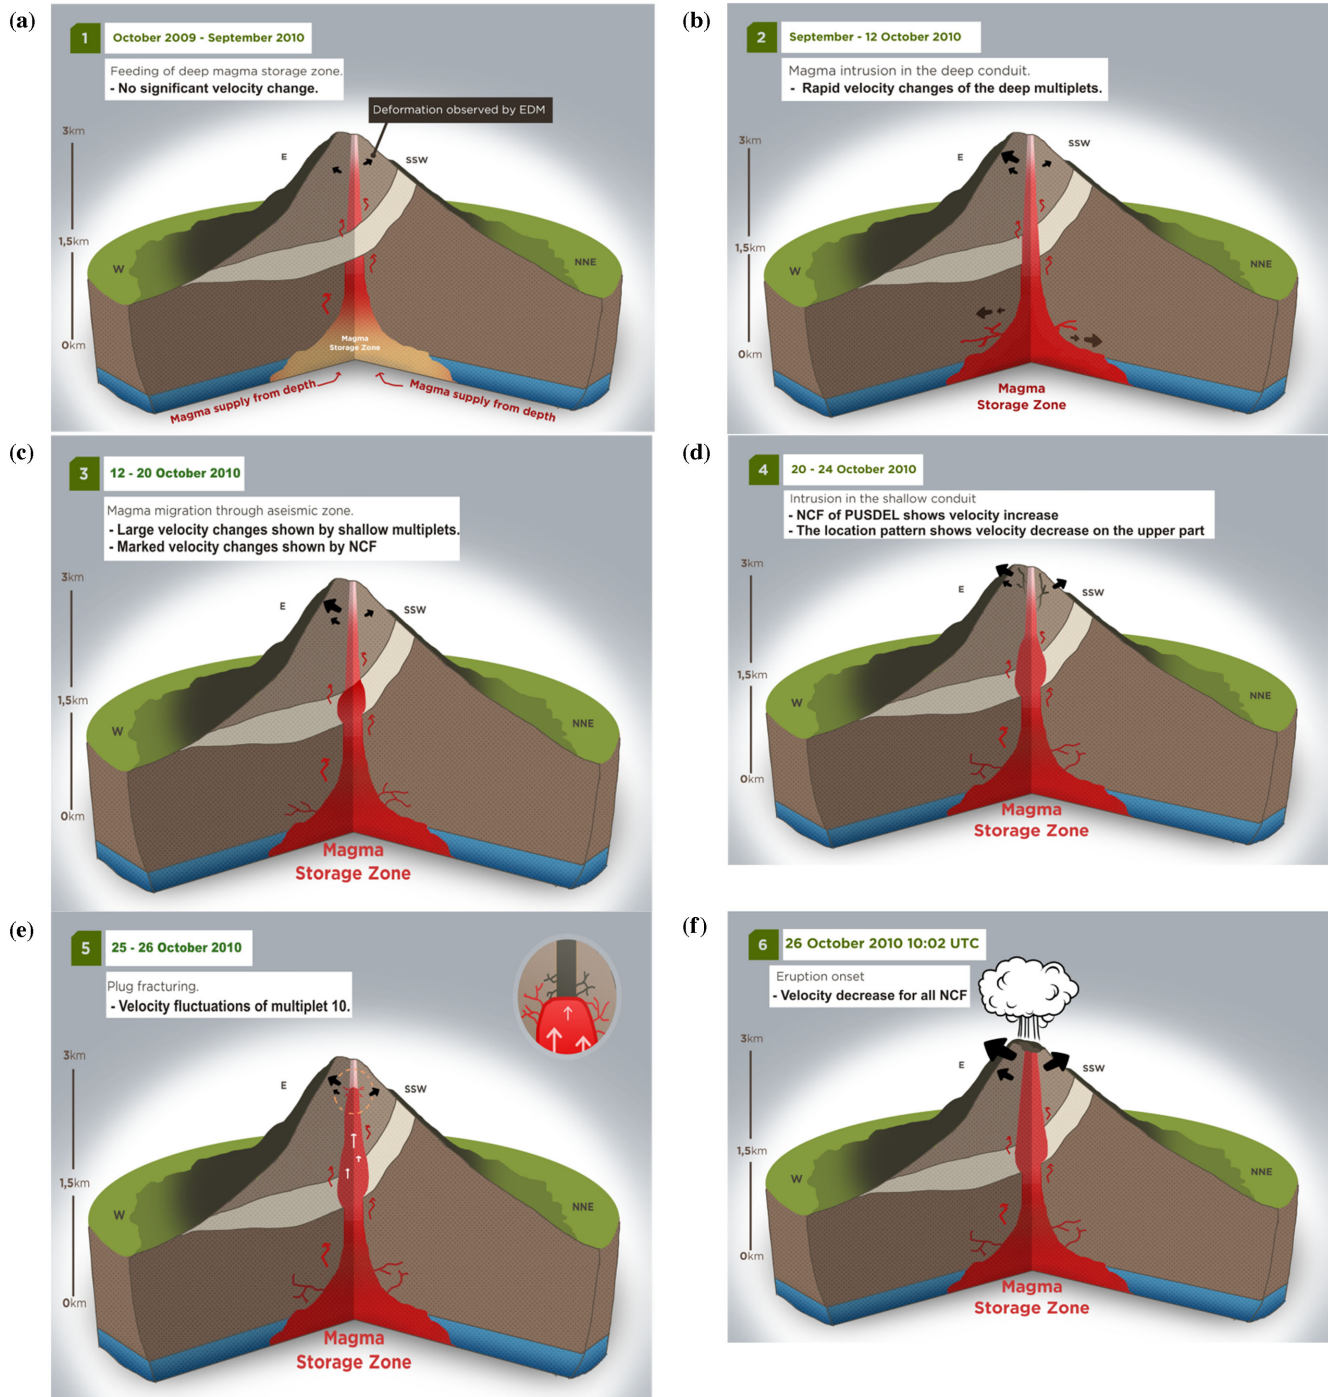 (a)
1
October 2009 - September 2010
Feeding of deep magma storage zone.
- No significant velocity change.
Deformation observed by EDM
3km
E
SSW
1,5km
W
NNE
0km
Magma
Storage Zone
Magma supply from depth
Magma supply from depth
(b)
2
September - 12 October 2010
Magma intrusion in the deep conduit.
- Rapid velocity changes of the deep multiplets.
3km
E
SSW
1,5km
W
NNE
0km
Magma
Storage Zone
(c)
3
12 - 20 October 2010
Magma migration through aseismic zone.
- Large velocity changes shown by shallow multiplets.
- Marked velocity changes shown by NCF
3km
E
SSW
1,5km
W
NNE
0km
Magma
Storage Zone
(d)
4
20 - 24 October 2010
Intrusion in the shallow conduit
- NCF of PUSDEL shows velocity increase
- The location pattern shows velocity decrease on the upper part
3km
E
SSW
1,5km
W
NNE
0km
Magma
Storage Zone
(e)
5
25 - 26 October 2010
Plug fracturing.
- Velocity fluctuations of multiplet 10.
3km
E
SSW
1,5km
W
NNE
0km
Magma
Storage Zone
(f)
6
26 October 2010 10:02 UTC
Eruption onset
- Velocity decrease for all NCF
3km
E
SSW
1,5km
W
NNE
0km
Magma
Storage Zone